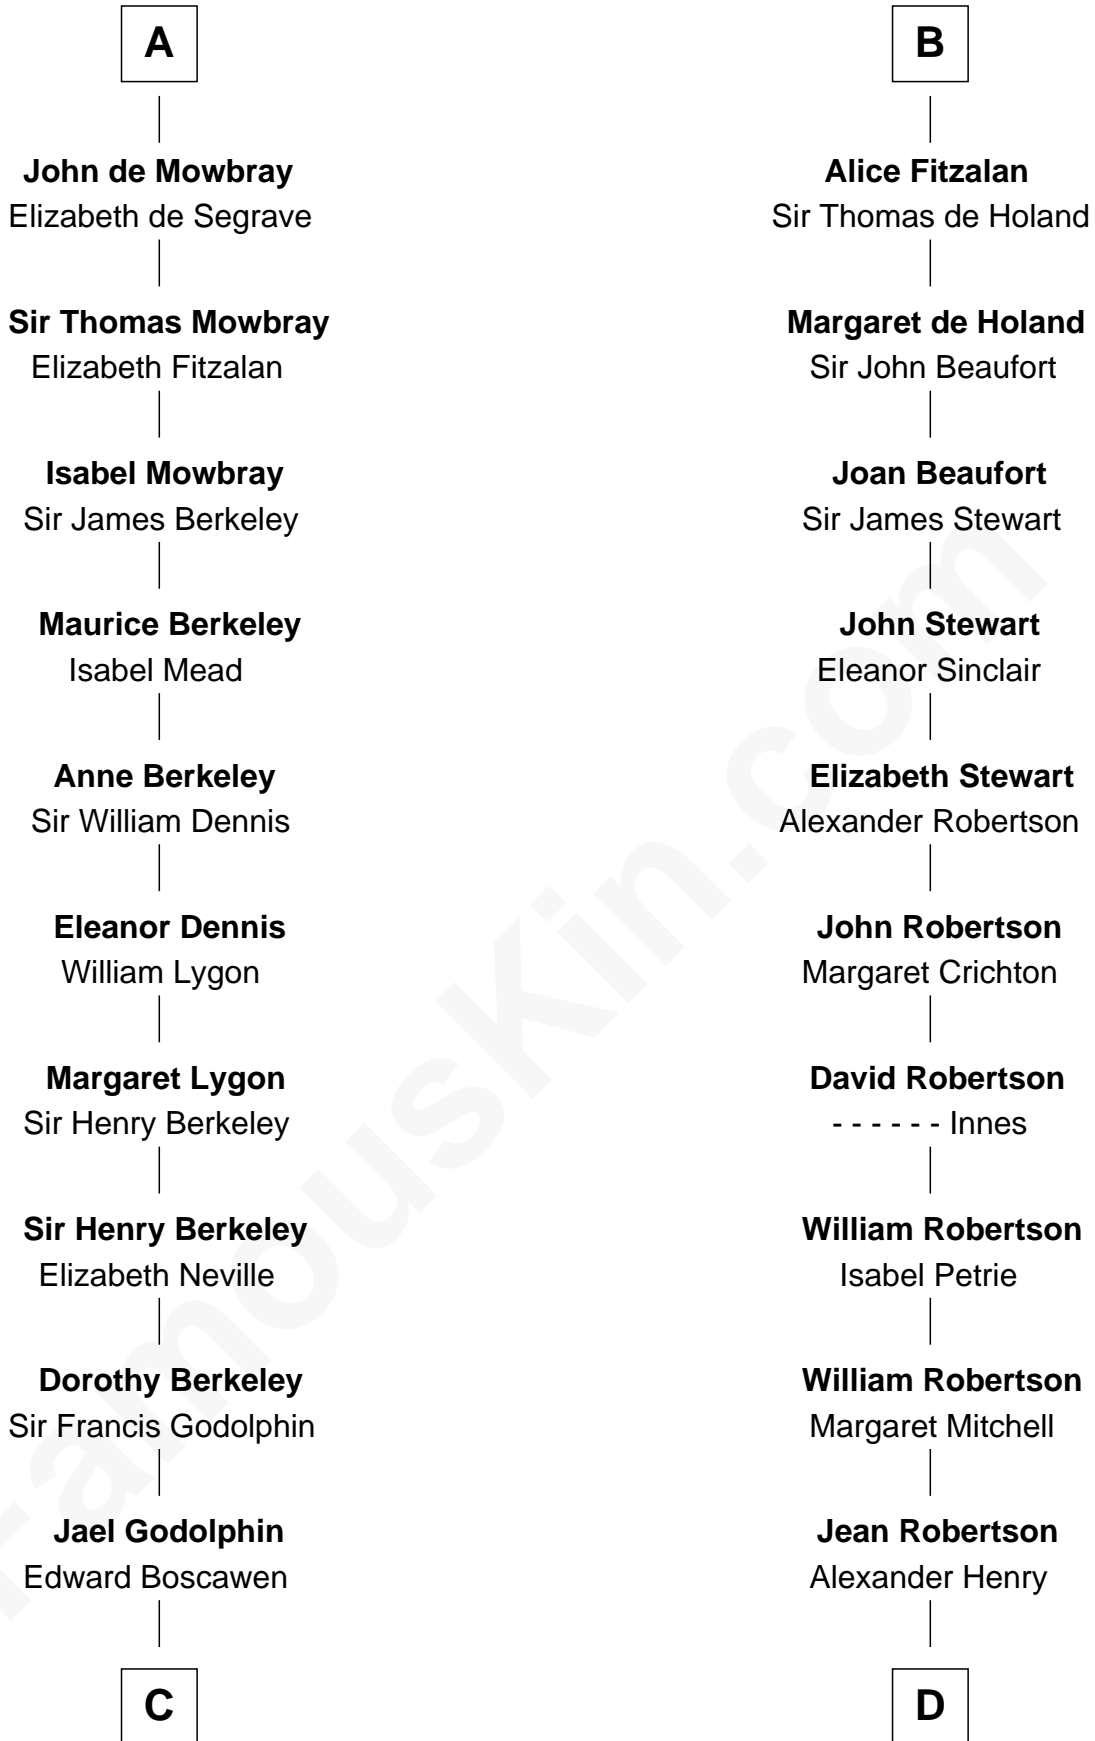 A
John de Mowbray
Elizabeth de Segrave
Sir Thomas Mowbray
Elizabeth Fitzalan
Isabel Mowbray
Sir James Berkeley
Maurice Berkeley
Isabel Mead
Anne Berkeley
Sir William Dennis
Eleanor Dennis
William Lygon
Margaret Lygon
Sir Henry Berkeley
Sir Henry Berkeley
Elizabeth Neville
Dorothy Berkeley
Sir Francis Godolphin
Jael Godolphin
Edward Boscawen
C
B
Alice Fitzalan
Sir Thomas de Holand
Margaret de Holand
Sir John Beaufort
Joan Beaufort
Sir James Stewart
John Stewart
Eleanor Sinclair
Elizabeth Stewart
Alexander Robertson
John Robertson
Margaret Crichton
David Robertson
- - - - - - Innes
William Robertson
Isabel Petrie
William Robertson
Margaret Mitchell
Jean Robertson
Alexander Henry
D
FamousKin.com